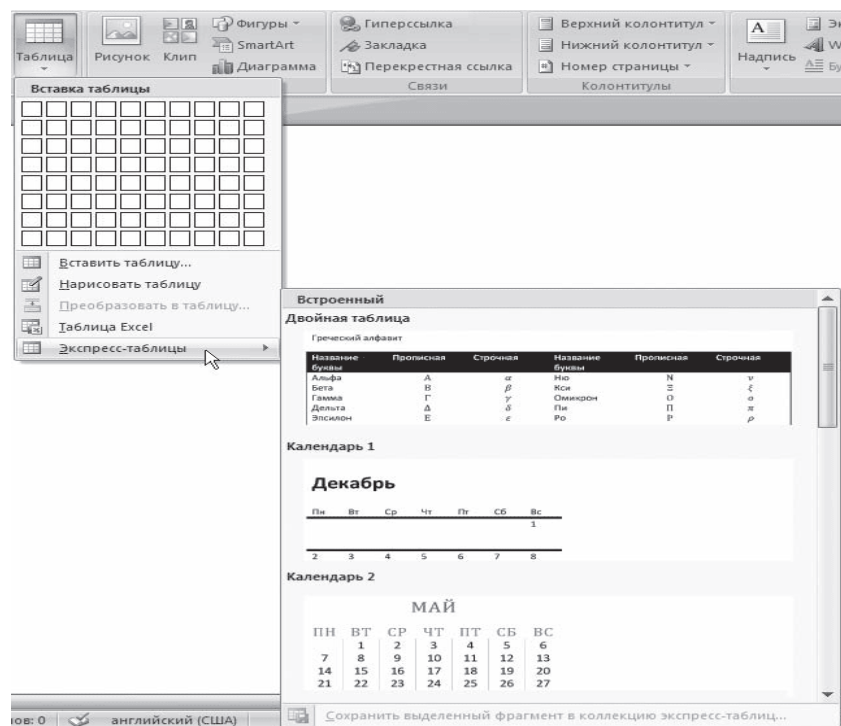 Таблица
Рисунок
Клип
Фигуры
SmartArt
Диаграмма
Гиперссылка
Закладка
Перекрестная ссылка
Связи
Верхний колонтитул
Нижний колонтитул
Номер страницы
Колонтитулы
A
Надпись
W
Вставка таблицы
Вставить таблицу...
Нарисовать таблицу
Преобразовать в таблицу...
Таблица Excel
Экспресс-таблицы
Встроенный
Двойная таблица
Греческий алфавит
Название буквы Прописная Строчная Название буквы Прописная Строчная
Альфа Α α Ню Ν ν
Бета Β β Кси Ξ ξ
Гамма Γ γ Омикрон Ο ο
Дельта Δ δ Пи Π π
Эпсилон Ε ε Ро Ρ ρ
Календарь 1
Декабрь
Пн Вт Ср Чт Пт Сб Вс
1
2 3 4 5 6 7 8
Календарь 2
МАЙ
ПН ВТ СР ЧТ ПТ СБ ВС
1 2 3 4 5 6
7 8 9 10 11 12 13
14 15 16 17 18 19 20
21 22 23 24 25 26 27
Сохранить выделенный фрагмент в коллекцию экспресс-таблиц...
нов: 0 английский (США)